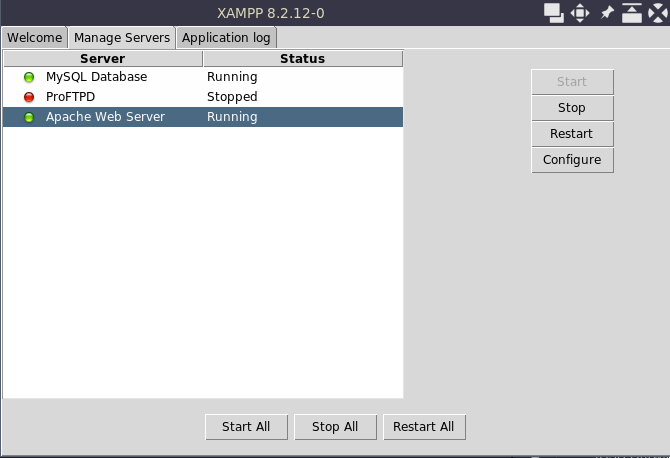 XAMPP 8.2.12-0
Welcome Manage Servers Application log
Server Status
MySQL Database Running
ProFTPD Stopped
Apache Web Server Running
Start
Stop
Restart
Configure
Start All Stop All Restart All